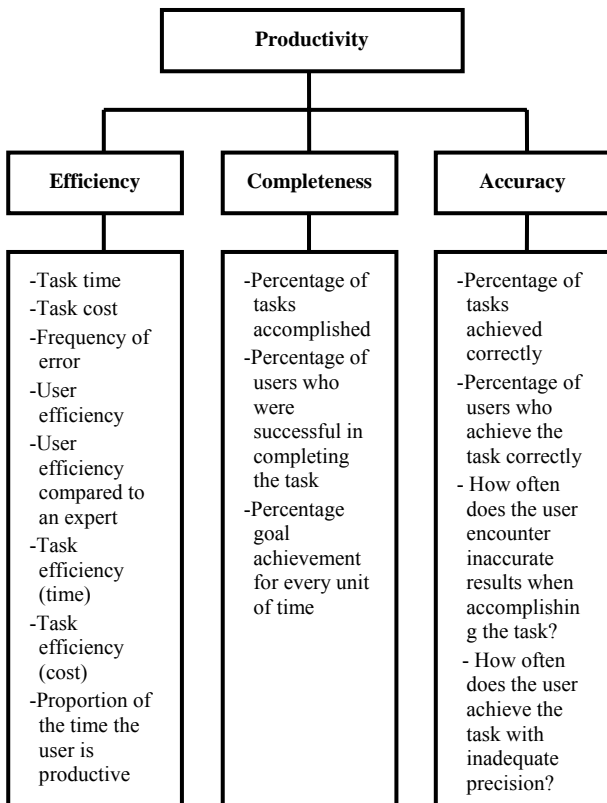 Productivity
Efficiency
Completeness
Accuracy
-Task time
-Task cost
-Frequency of
error
-User
efficiency
-User
efficiency
compared to
an expert
-Task
efficiency
(time)
-Task
efficiency
(cost)
-Proportion of
the time the
user is
productive
-Percentage of
tasks
accomplished
-Percentage of
users who
were
successful in
completing
the task
-Percentage
goal
achievement
for every unit
of time
-Percentage of
tasks
achieved
correctly
-Percentage of
users who
achieve the
task correctly
- How often
does the user
encounter
inaccurate
results when
accomplishin
g the task?
- How often
does the user
achieve the
task with
inadequate
precision?